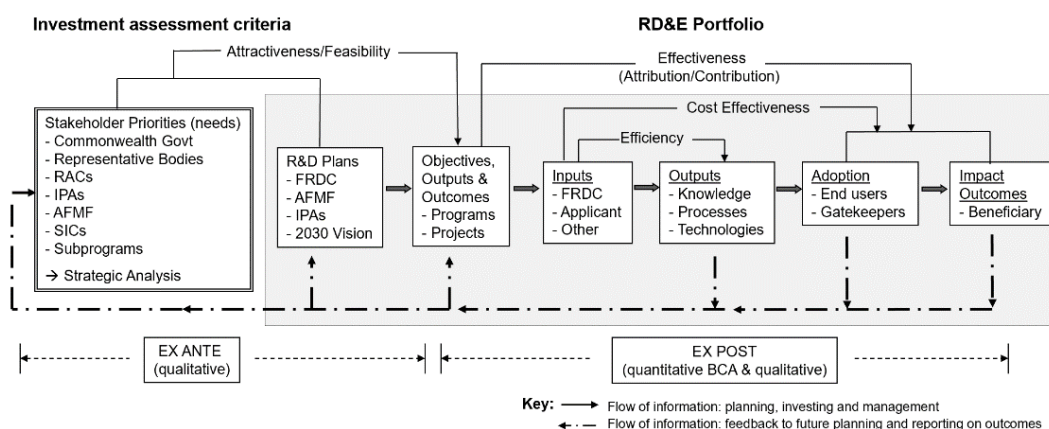 Investment assessment criteria
RD&E Portfolio
Attractiveness/Feasibility
Effectiveness
(Attribution/Contribution)
Cost Effectiveness
Efficiency
Stakeholder Priorities (needs)
- Commonwealth Govt
- Representative Bodies
- RACs
- IPAs
- AFMF
- SICs
- Subprograms
→ Strategic Analysis
R&D Plans
- FRDC
- AFMF
- IPAs
- 2030 Vision
Objectives,
Outputs &
Outcomes
- Programs
- Projects
Inputs
- FRDC
- Applicant
- Other
Outputs
- Knowledge
- Processes
- Technologies
Adoption
- End users
- Gatekeepers
Impact
Outcomes
- Beneficiary
EX ANTE
(qualitative)
EX POST
(quantitative BCA & qualitative)
Key:
Flow of information: planning, investing and management
Flow of information: feedback to future planning and reporting on outcomes